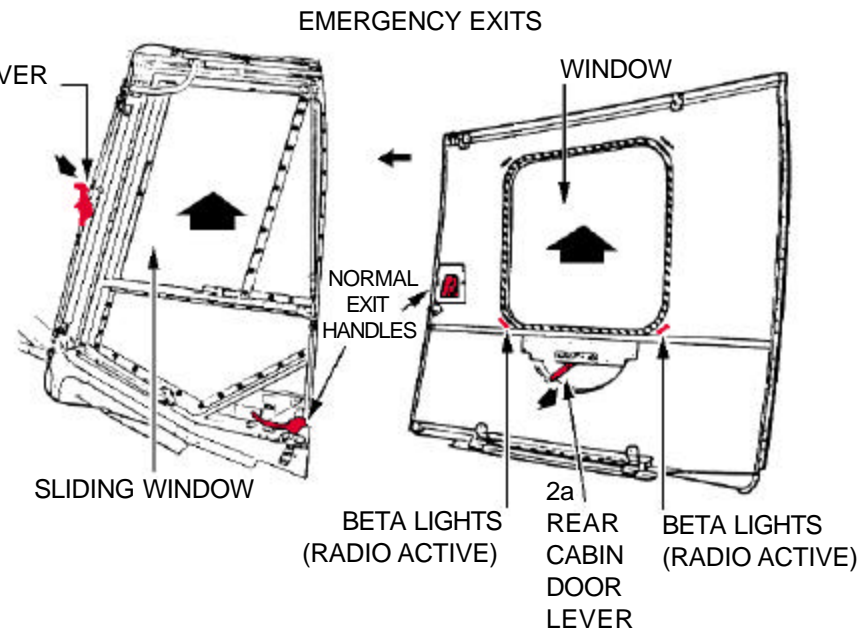 EMERGENCY EXITS
VER
WINDOW
NORMAL
EXIT
HANDLES
SLIDING WINDOW
BETA LIGHTS
(RADIO ACTIVE)
2a
REAR
CABIN
DOOR
LEVER
BETA LIGHTS
(RADIO ACTIVE)